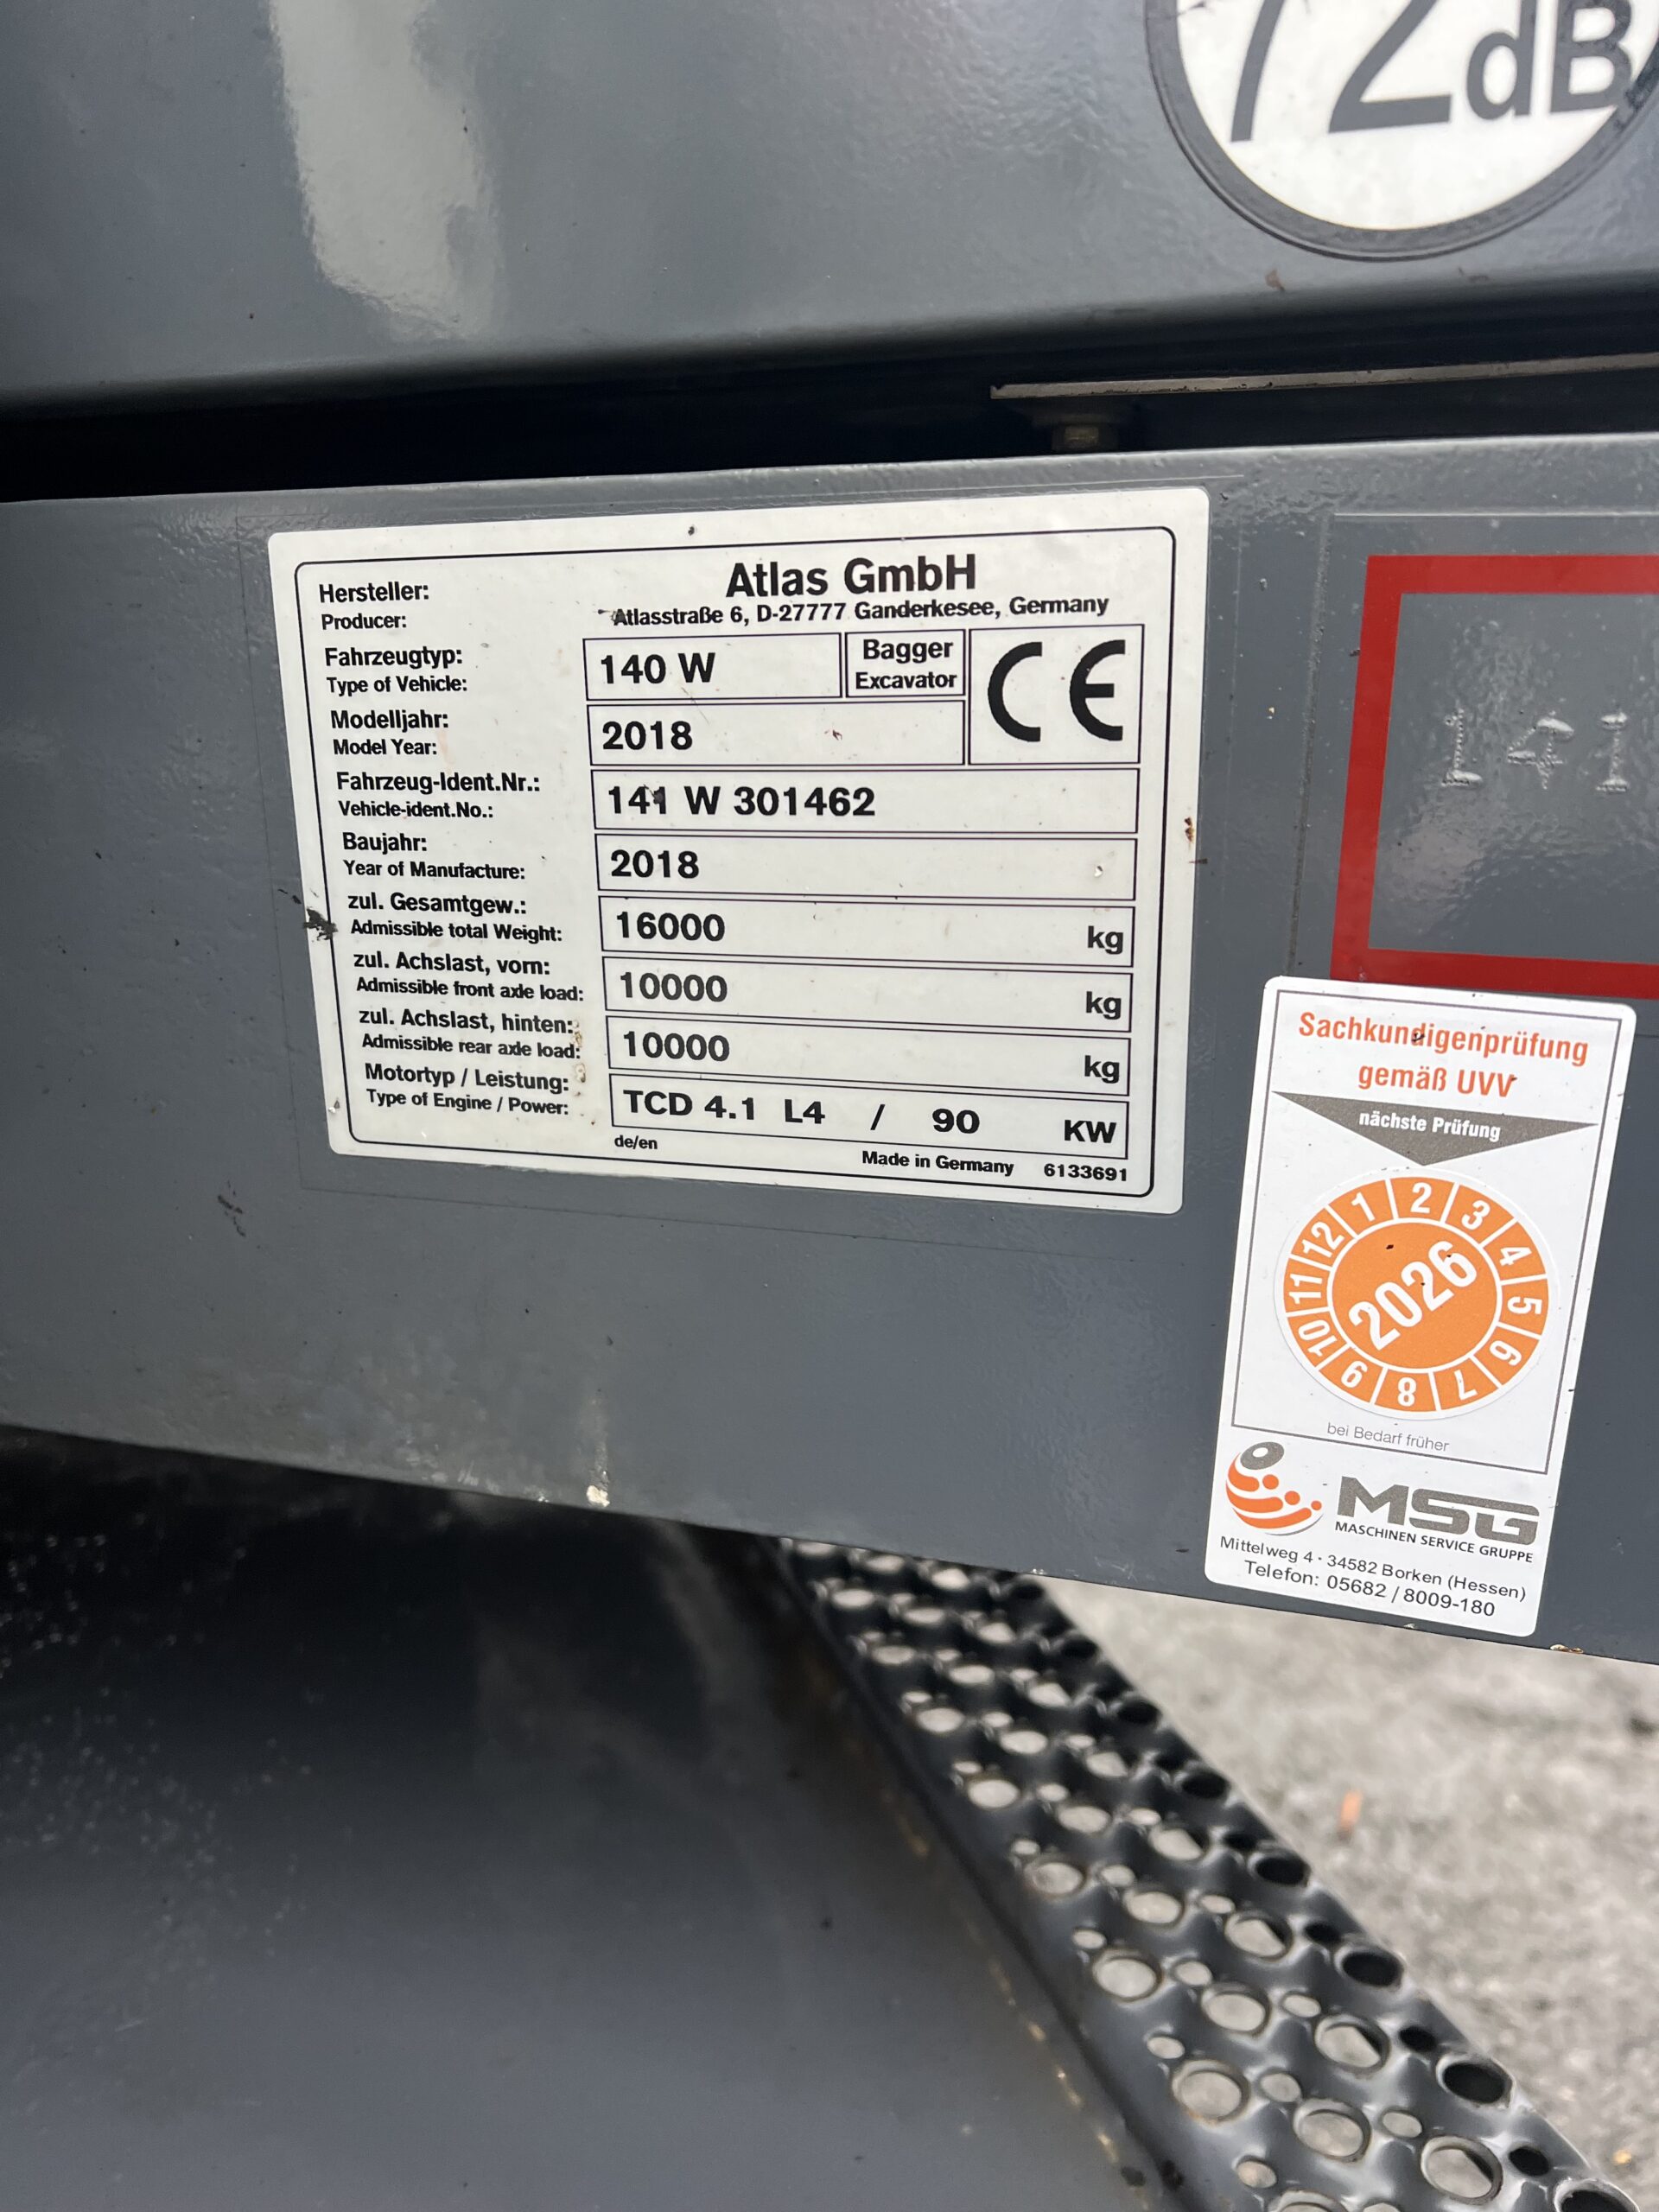 72 dB
Atlas GmbH
Hersteller:
Producer:
Atlasstraße 6, D-27777 Ganderkesee, Germany
Fahrzeugtyp:
Type of Vehicle:
140 W
Bagger
Excavator
CE
Modelljahr:
Model Year:
2018
Fahrzeug-Ident.Nr.:
Vehicle-ident.No.:
141 W 301462
Baujahr:
Year of Manufacture:
2018
zul. Gesamtgew.:
Admissible total Weight:
16000 kg
zul. Achslast, vorn:
Admissible front axle load:
10000 kg
zul. Achslast, hinten:
Admissible rear axle load:
10000 kg
Motortyp / Leistung:
Type of Engine / Power:
TCD 4.1 L4 / 90 KW
de/en
Made in Germany 6133691
141
Sachkundigenprüfung
gemäß UVV
nächste Prüfung
1 2 3 4 5 6 7 8 9 10 11 12
2026
bei Bedarf früher
MSG
MASCHINEN SERVICE GRUPPE
Mittelweg 4 · 34582 Borken (Hessen)
Telefon: 05682 / 8009-180